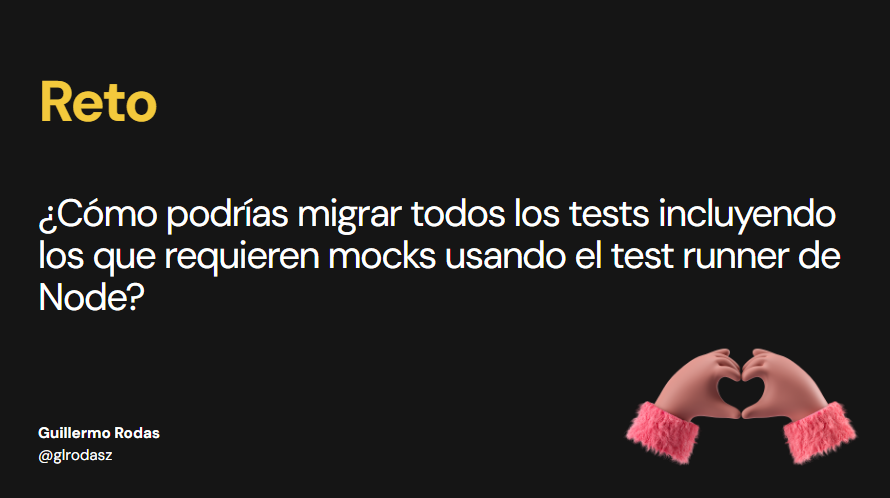 Reto
¿Cómo podrías migrar todos los tests incluyendo
los que requieren mocks usando el test runner de
Node?
Guillermo Rodas
@glrodasz